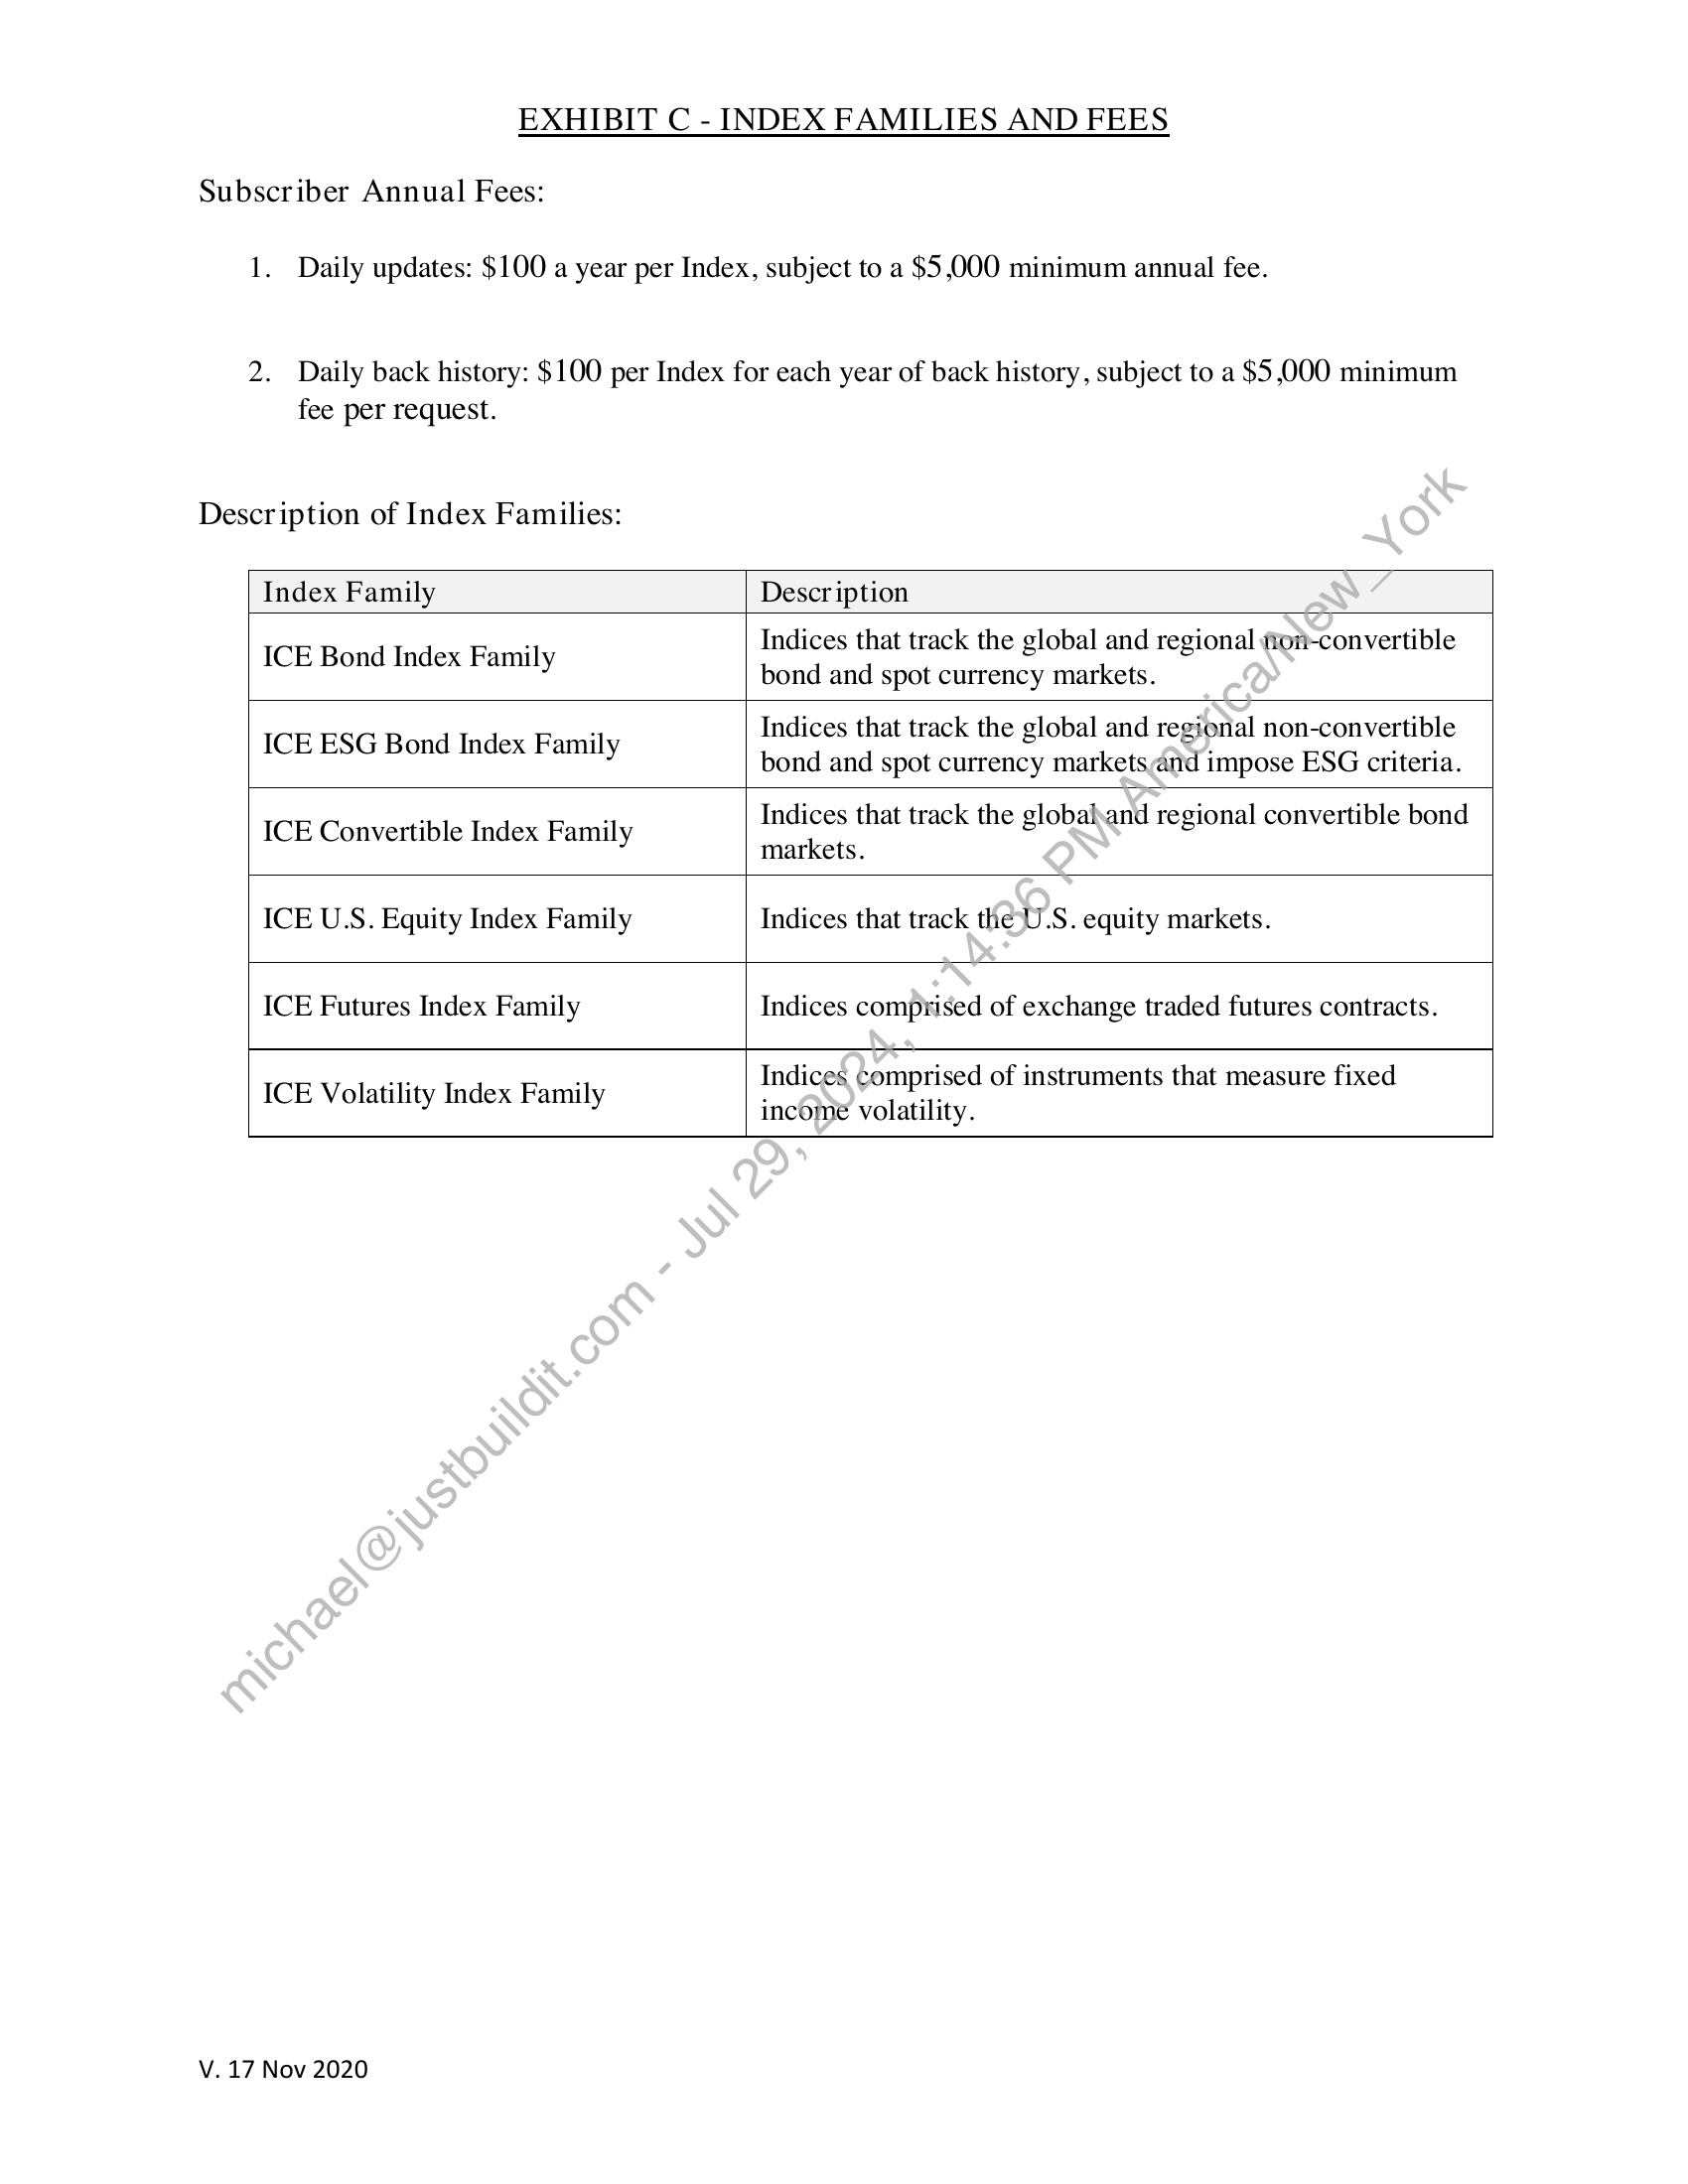 EXHIBIT C - INDEX FAMILIES AND FEES
Subscriber Annual Fees:
1. Daily updates: $100 a year per Index, subject to a $5,000 minimum annual fee.
2. Daily back history: $100 per Index for each year of back history, subject to a $5,000 minimum
fee per request.
Description of Index Families:
Index Family Description
ICE Bond Index Family
Indices that track the global and regional non-convertible
bond and spot currency markets.
ICE ESG Bond Index Family
Indices that track the global and regional non-convertible
bond and spot currency markets and impose ESG criteria.
ICE Convertible Index Family
Indices that track the global and regional convertible bond
markets.
ICE U.S. Equity Index Family
Indices that track the U.S. equity markets.
ICE Futures Index Family
Indices comprised of exchange traded futures contracts.
ICE Volatility Index Family
Indices comprised of instruments that measure fixed
income volatility.
michael@justbuildit.com - Jul 29, 2024, 1:14:36 PM America/New_York
V. 17 Nov 2020